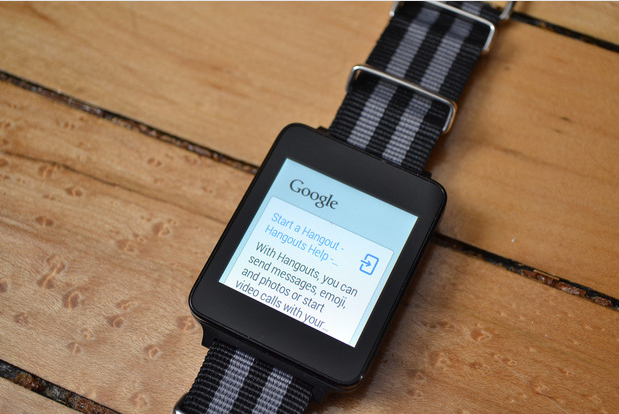 Google
Start a Hangout -
Hangouts Help -...
With Hangouts, you can
send messages, emoji,
and photos or start
video calls with your...